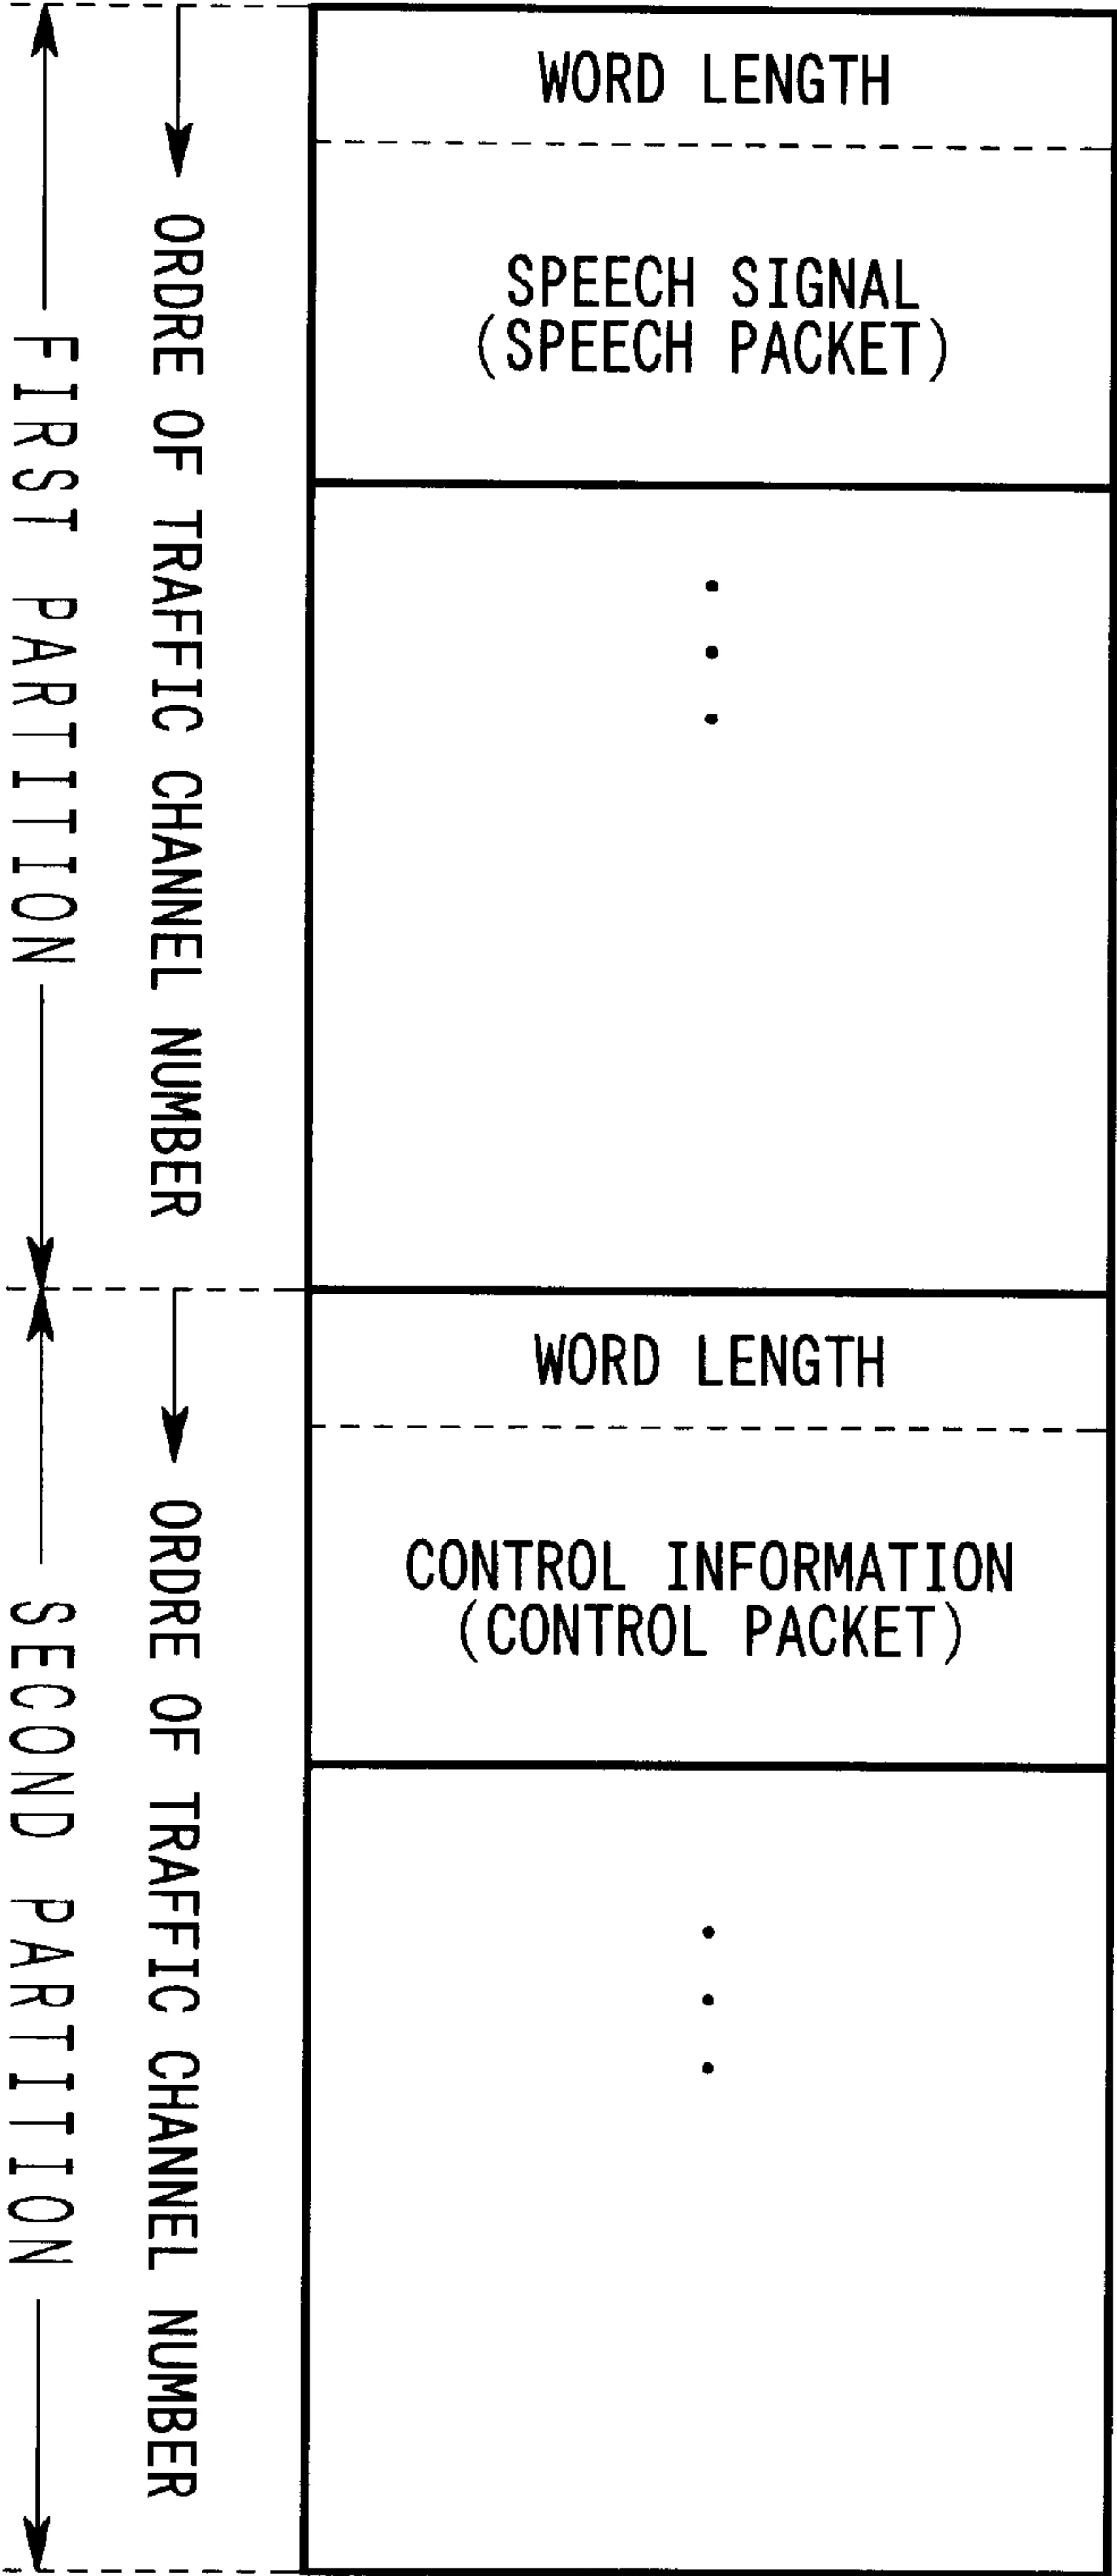 WORD LENGTH
SPEECH SIGNAL
(SPEECH PACKET)
ORDRE OF TRAFFIC CHANNEL NUMBER
FIRST PARTITION
WORD LENGTH
CONTROL INFORMATION
(CONTROL PACKET)
ORDRE OF TRAFFIC CHANNEL NUMBER
SECOND PARTITION